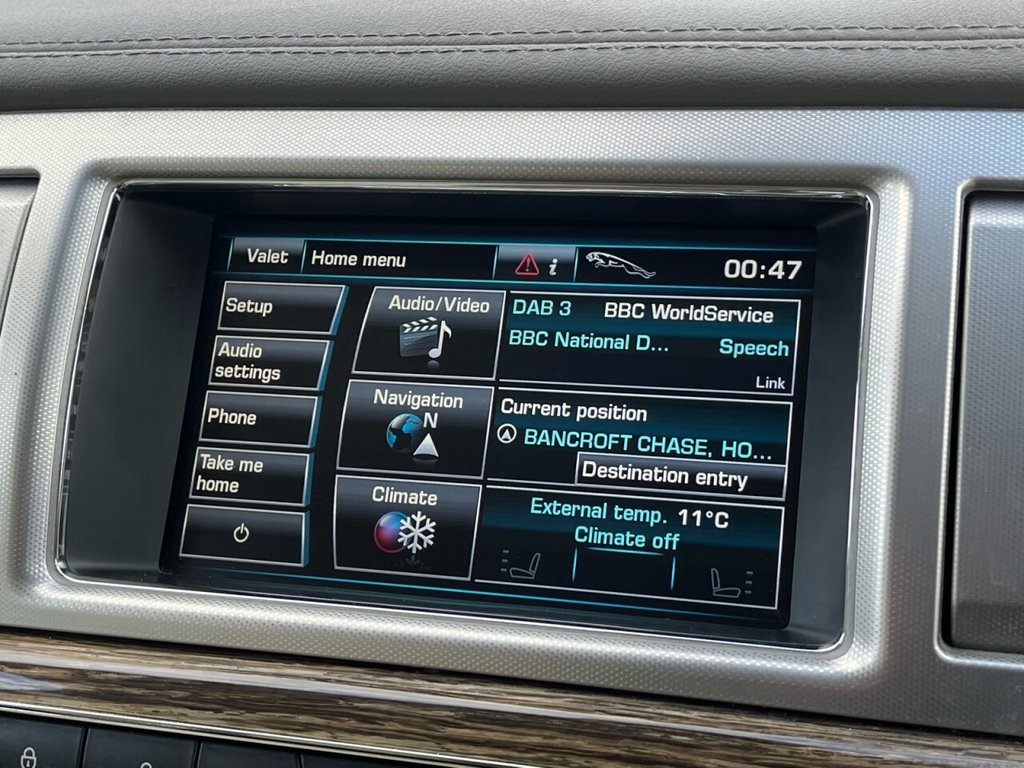 Valet Home menu i 00:47
Setup
Audio
settings
Phone
Take me
home
Audio/Video
Navigation
N
Climate
DAB 3 BBC WorldService
BBC National D...
Speech
Link
Current position
BANCROFT CHASE, HO...
Destination entry
External temp. 11°C
Climate off